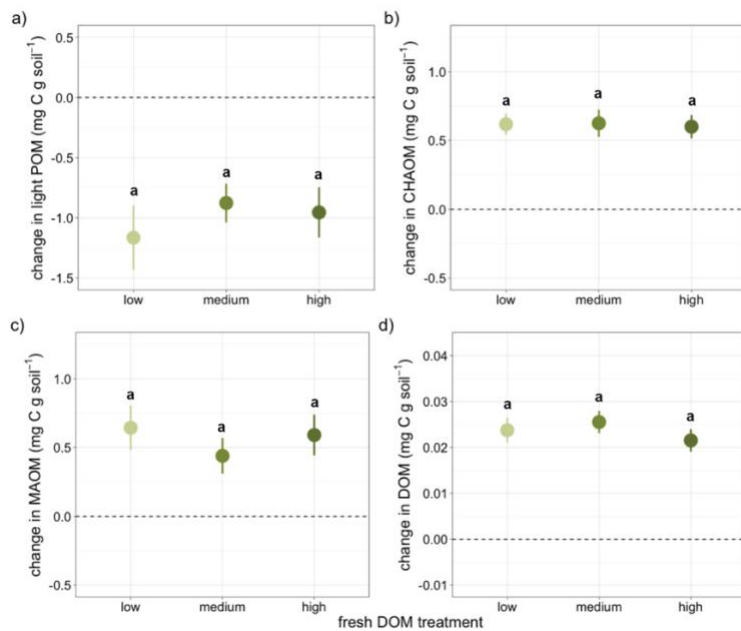 a)
change in light POM (mg C g soil⁻¹)
0.5
0.0
-0.5
-1.0
-1.5
a
a
a
low medium high
b)
change in CHAOM (mg C g soil⁻¹)
1.0
0.5
0.0
-0.5
a
a
a
low medium high
c)
change in MAOM (mg C g soil⁻¹)
1.0
0.5
0.0
-0.5
a
a
a
low medium high
d)
change in DOM (mg C g soil⁻¹)
0.04
0.03
0.02
0.01
0.00
-0.01
a
a
a
low medium high
fresh DOM treatment